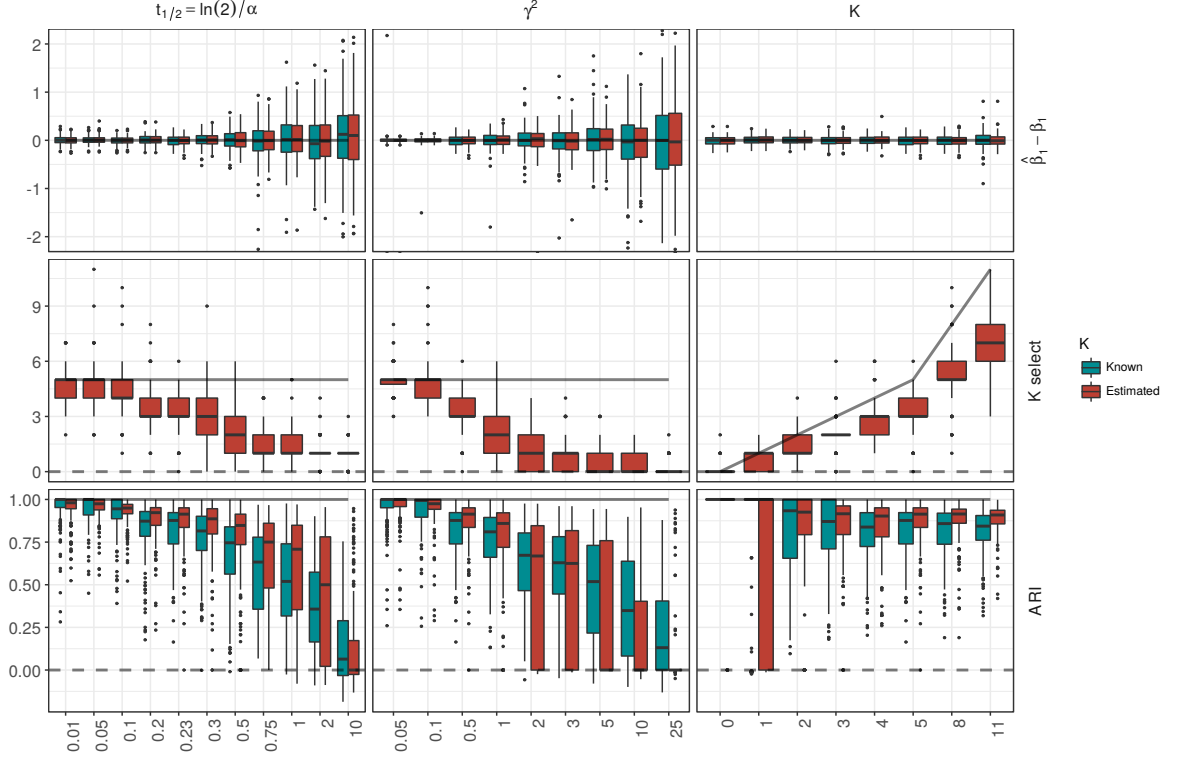 t1/2 = ln(2)/α
γ2
K
2
1
0
-1
-2
β̂1 − β1
9
6
3
0
K select
K
Known
Estimated
1.00
0.75
0.50
0.25
0.00
ARI
0.01 0.05 0.1 0.2 0.23 0.3 0.5 0.75 1 2 10
0.05 0.1 0.5 1 2 3 5 10 25
0 1 2 3 4 5 8 11